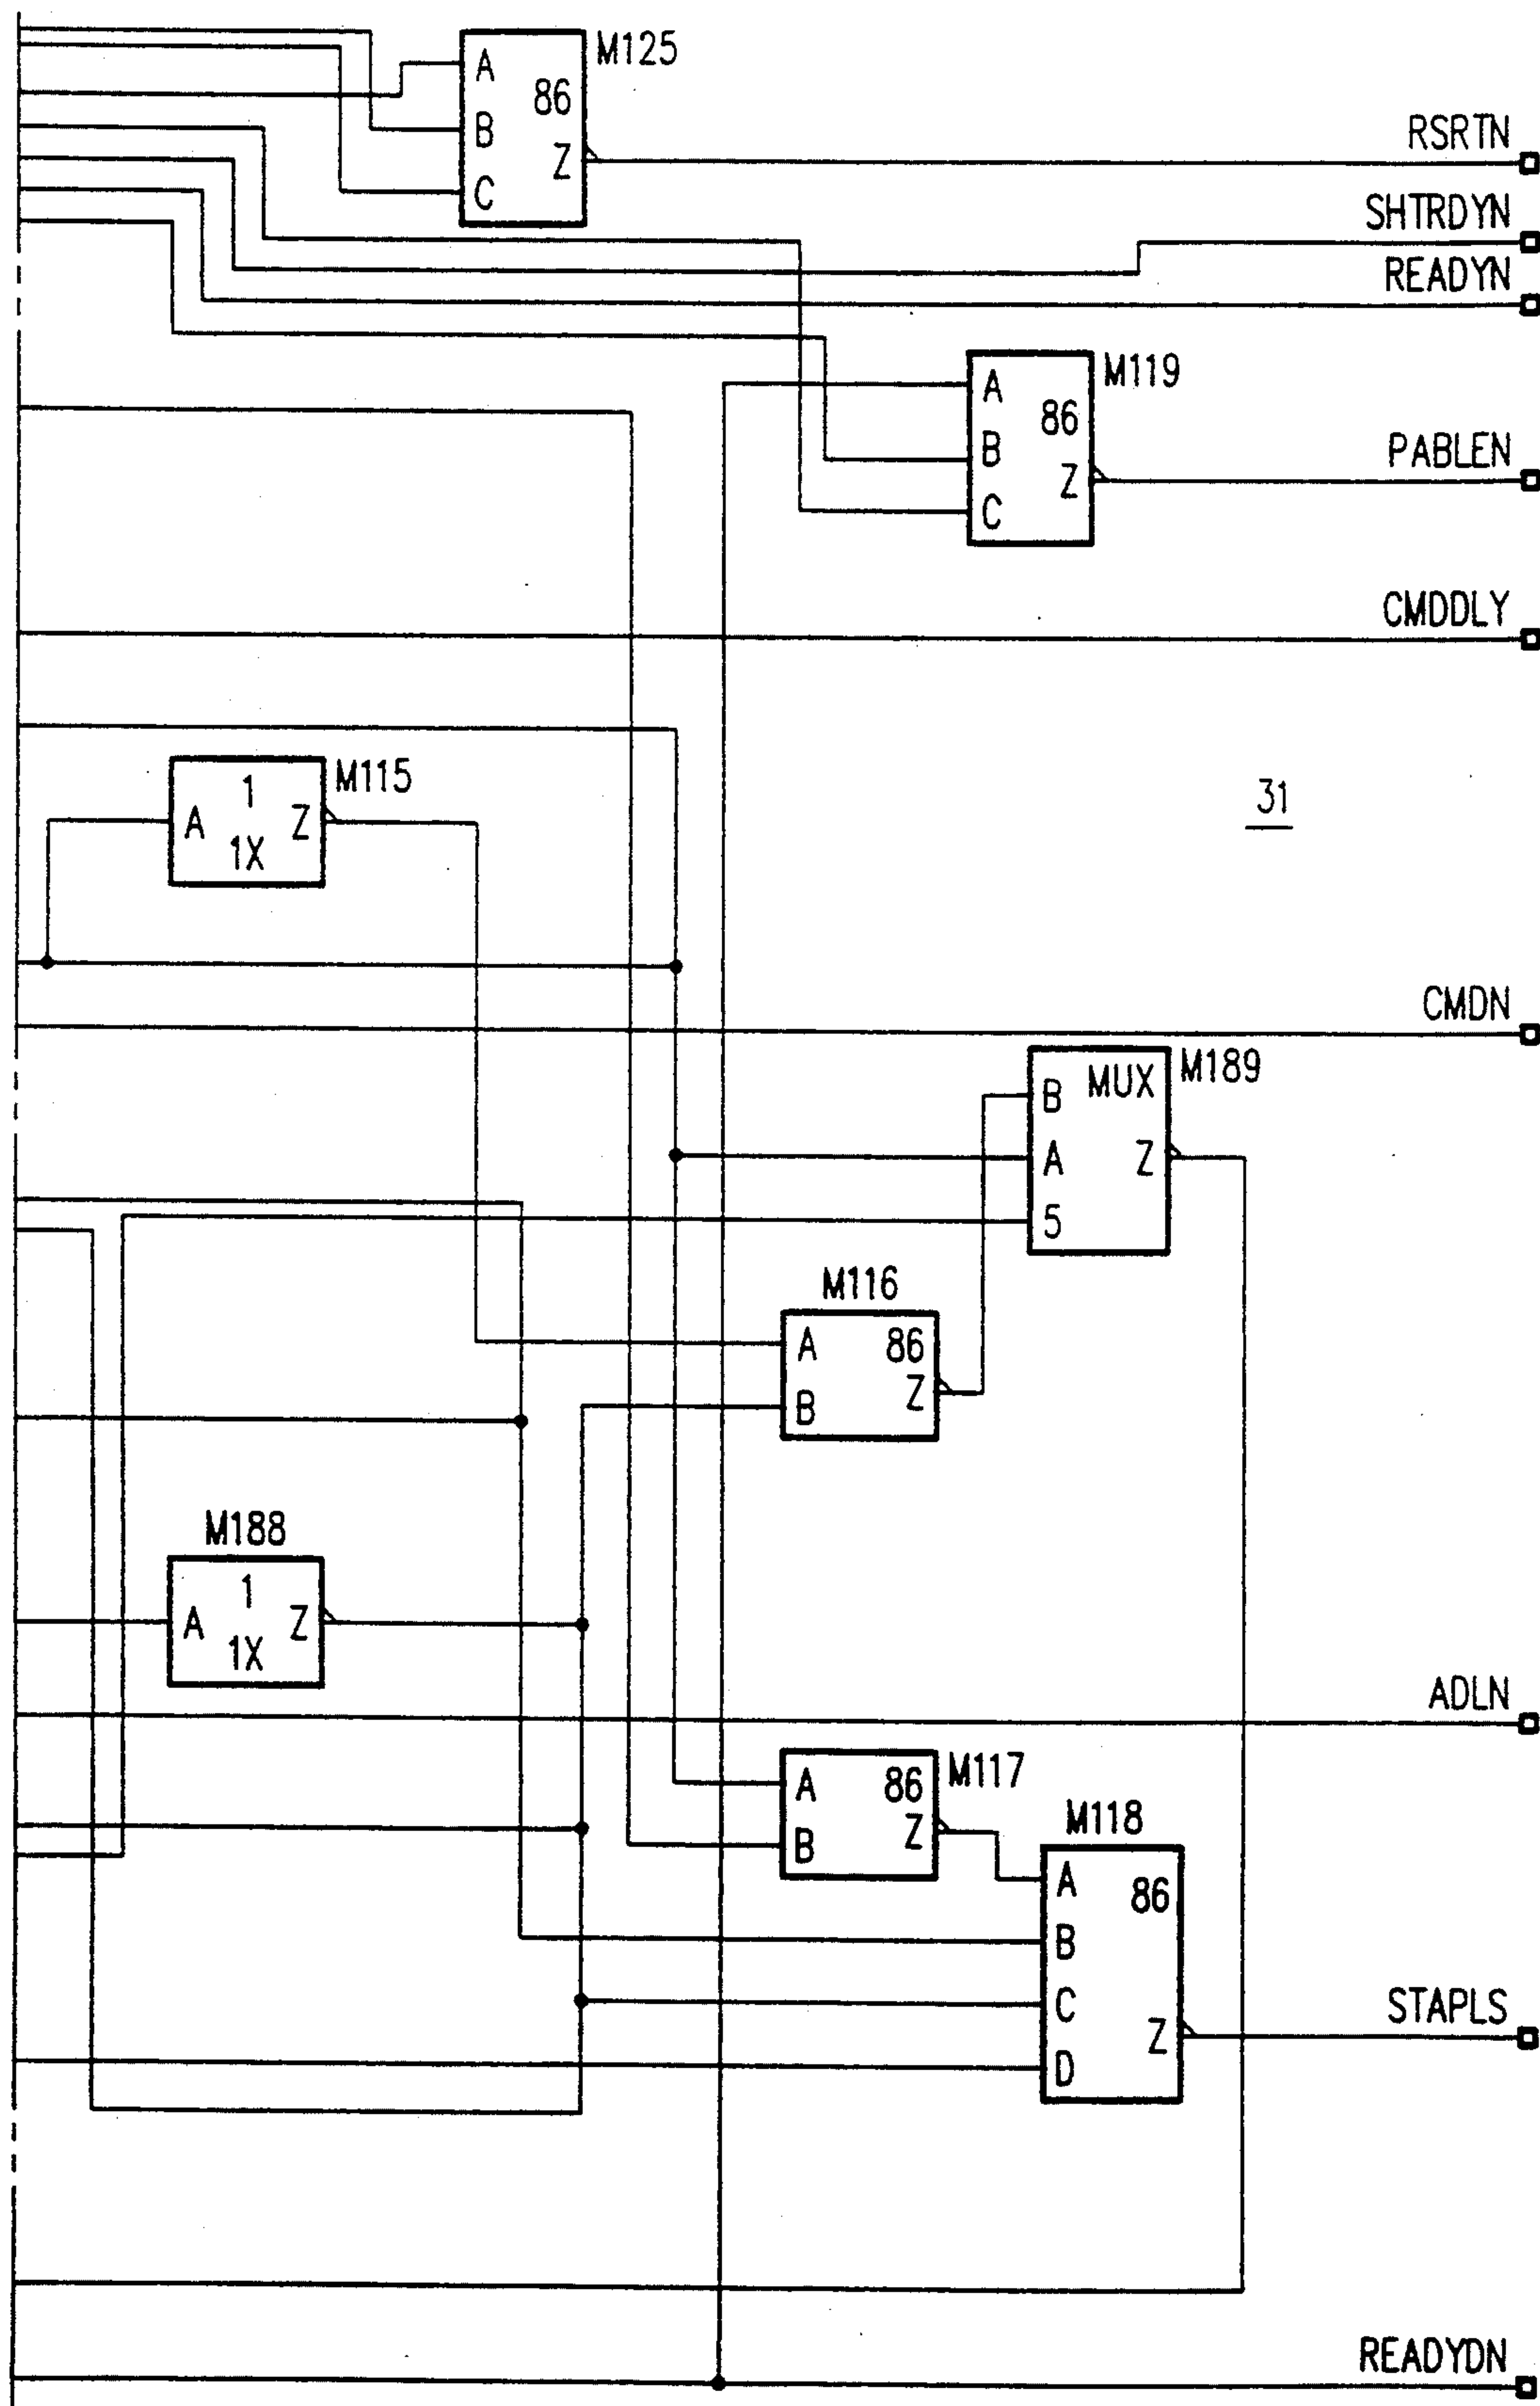 M125
A
86
B
Z
C
RSRTN
SHTRDYN
READYN
M119
A
86
B
Z
C
PABLEN
CMDDLY
M115
1
A Z
1X
31
CMDN
M189
MUX
B
A Z
5
M116
A 86
Z
B
M188
1
A Z
1X
ADLN
M117
A 86
Z
B
M118
A
86
B
C
Z
D
STAPLS
READYDN